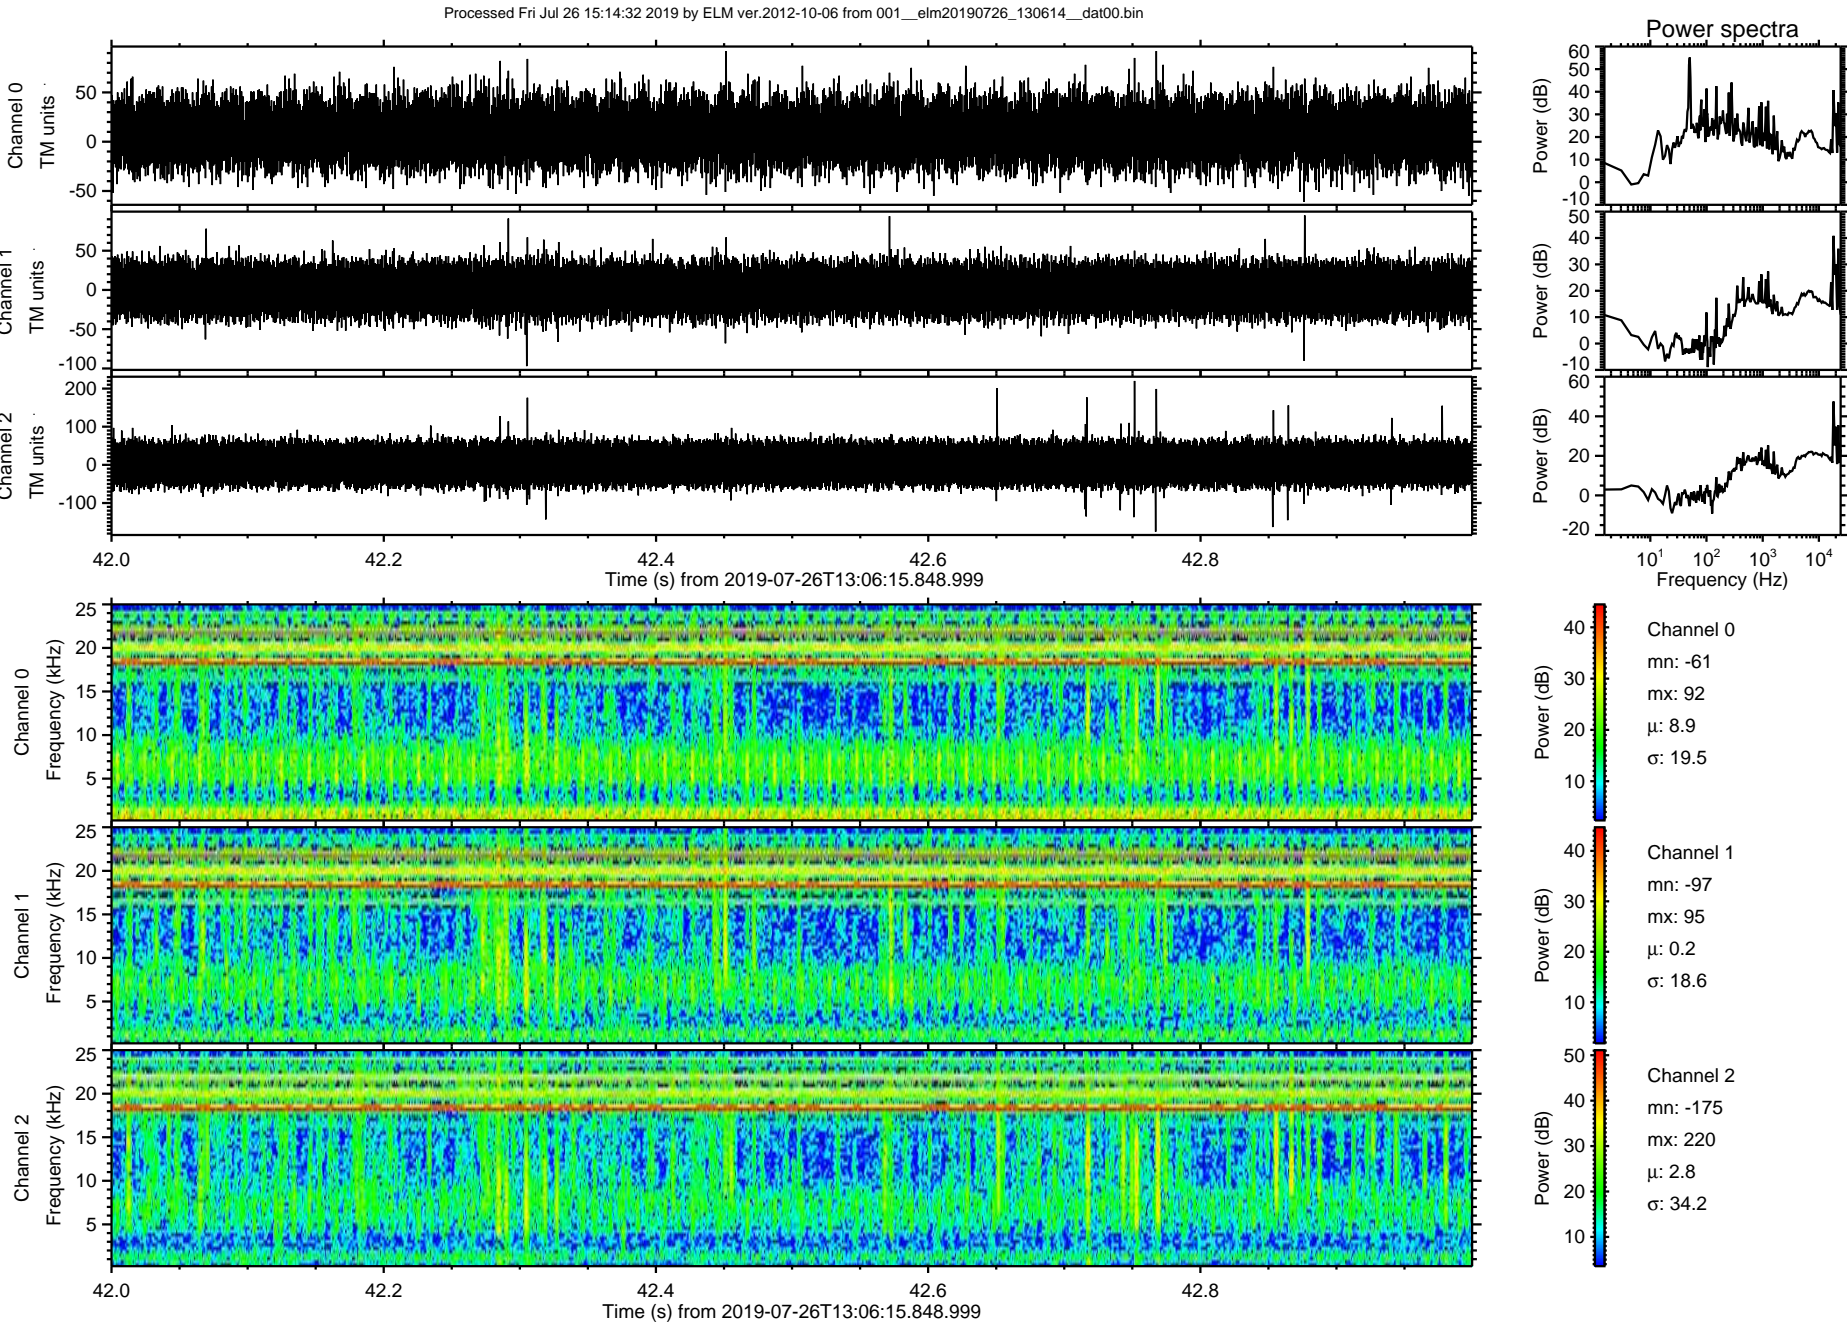 Processed Fri Jul 26 15:14:32 2019 by ELM ver.2012-10-06 from 001__elm20190726_130614__dat00.bin
Power spectra
Channel 0
TM units
50
0
-50
Power (dB)
60
50
40
30
20
10
0
-10
Channel 1
TM units
50
0
-50
-100
Power (dB)
50
40
30
20
10
0
-10
Channel 2
TM units
200
100
0
-100
Power (dB)
60
40
20
0
-20
42.0 42.2 42.4 42.6 42.8
Time (s) from 2019-07-26T13:06:15.848.999
10¹ 10² 10³ 10⁴
Frequency (Hz)
Channel 0
Frequency (kHz)
25
20
15
10
5
Power (dB)
40
30
20
10
Channel 0
mn: -61
mx: 92
μ: 8.9
σ: 19.5
Channel 1
Frequency (kHz)
25
20
15
10
5
Power (dB)
40
30
20
10
Channel 1
mn: -97
mx: 95
μ: 0.2
σ: 18.6
Channel 2
Frequency (kHz)
25
20
15
10
5
Power (dB)
50
40
30
20
10
Channel 2
mn: -175
mx: 220
μ: 2.8
σ: 34.2
42.0 42.2 42.4 42.6 42.8
Time (s) from 2019-07-26T13:06:15.848.999